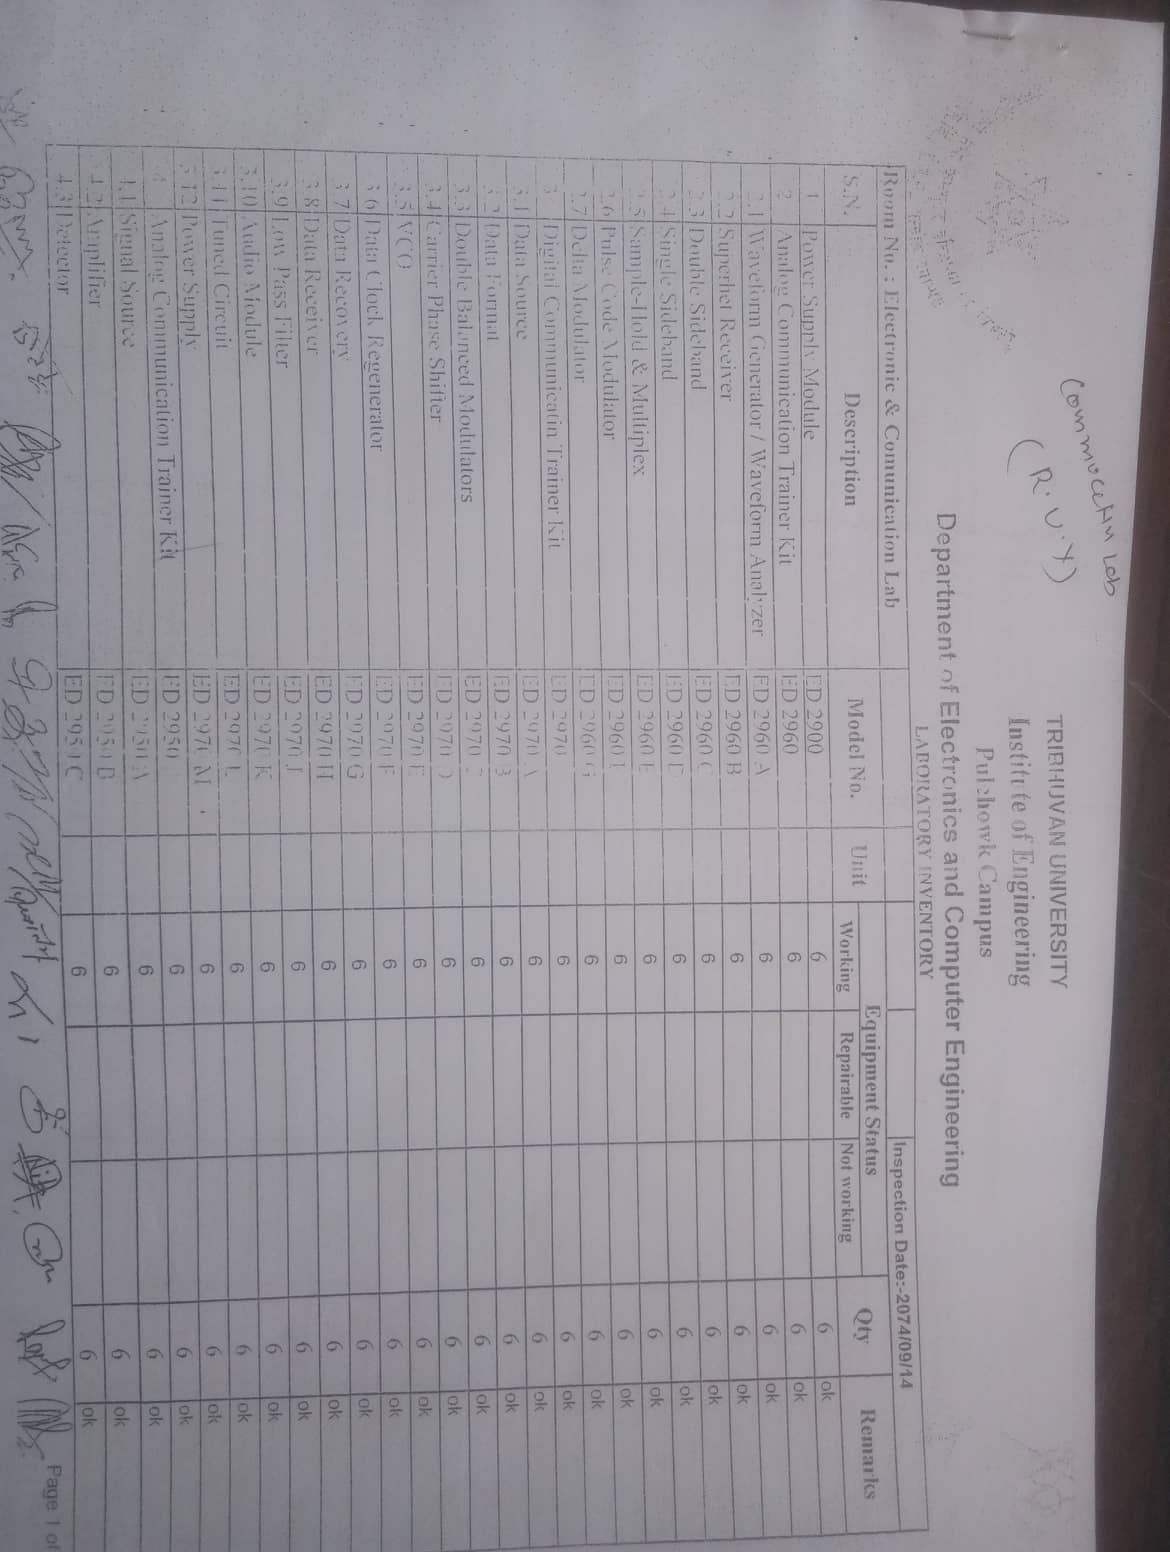 (R.U.Y)
TRIBHUVAN UNIVERSITY
Institute of Engineering
Pulchowk Campus
Department of Electronics and Computer Engineering
LABORATORY INVENTORY
Room No. : Electronic & Comunication Lab Inspection Date:-2074/09/14
S.N. Description Model No. Unit Equipment Status Qty Remarks
Working Repairable Not working
1 Power Supply Module ED 2900 6 6 ok
2 Analog Communication Trainer Kit ED 2960 6 6 ok
2.1 Waveform Generator / Waveform Analyzer ED 2960 A 6 6 ok
2.2 Superhet Receiver ED 2960 B 6 6 ok
2.3 Double Sideband ED 2960 C 6 6 ok
2.4 Single Sideband ED 2960 D 6 6 ok
2.5 Sample-Hold & Multiplex ED 2960 E 6 6 ok
2.6 Pulse Code Modulator ED 2960 6 6 ok
2.7 Delta Modulator ED 2960 G 6 6 ok
3 Digital Communicatin Trainer Kit ED 2970 6 6 ok
3.1 Data Source ED 2970 A 6 6 ok
3.2 Data Format ED 2970 B 6 6 ok
3.3 Double Balanced Modulators ED 2970 6 6 ok
3.4 Carrier Phase Shifter ED 2970 D 6 6 ok
3.5 VCO ED 2970 E 6 6 ok
3.6 Data Clock Regenerator ED 2970 F 6 6 ok
3.7 Data Recovery ED 2970 G 6 6 ok
3.8 Data Receiver ED 2970 H 6 6 ok
3.9 Low Pass Filter ED 2970 J 6 6 ok
3.10 Audio Module ED 2970 K 6 6 ok
3.11 Tuned Circuit ED 2970 L 6 6 ok
3.12 Power Supply ED 2970 M 6 6 ok
4 Analog Communication Trainer Kit ED 2950 6 6 ok
4.1 Signal Source ED 2950 A 6 6 ok
4.2 Amplifier ED 2950 B 6 6 ok
4.3 Detector ED 2950 C 6 6 ok
Page 1 of